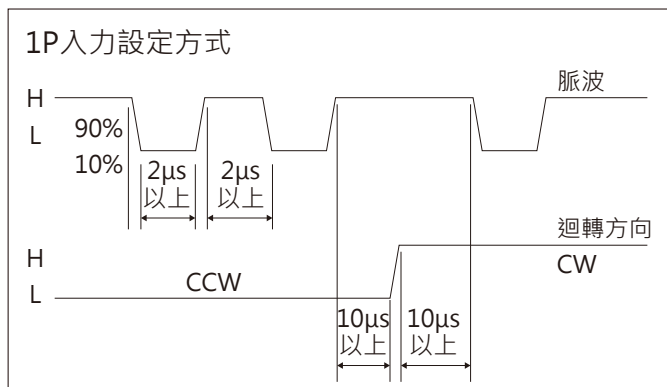 1P入力設定方式
脈波
H
L
90%
10%
2μs
以上
2μs
以上
迴轉方向
H
CW
CCW
L
10μs
以上
10μs
以上